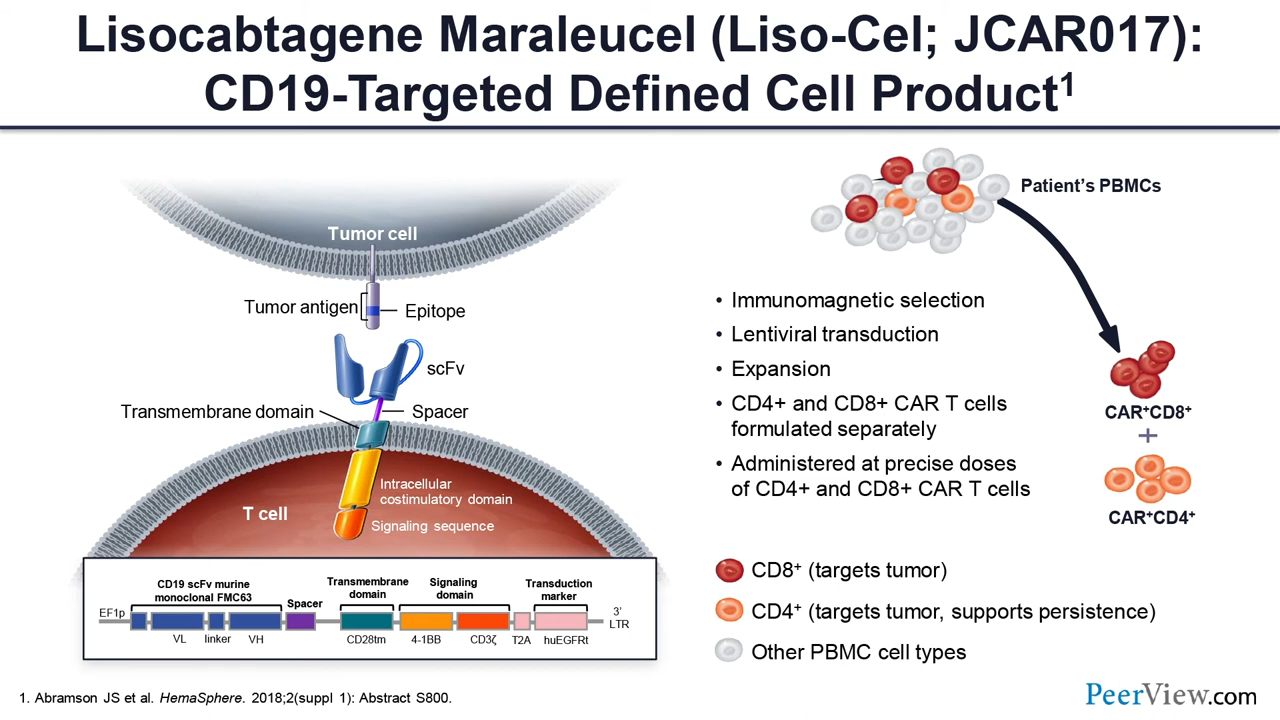 Lisocabtagene Maraleucel (Liso-Cel; JCAR017):
CD19-Targeted Defined Cell Product1
Tumor cell
Tumor antigen
Epitope
scFv
Transmembrane domain
Spacer
Intracellular
costimulatory domain
T cell
Signaling sequence
CD19 scFv murine
monoclonal FMC63
Spacer
Transmembrane
domain
Signaling
domain
Transduction
marker
EF1p
3'
LTR
VL
linker
VH
CD28tm
4-1BB
CD3ζ
T2A
huEGFRt
Patient's PBMCs
• Immunomagnetic selection
• Lentiviral transduction
• Expansion
• CD4+ and CD8+ CAR T cells
formulated separately
• Administered at precise doses
of CD4+ and CD8+ CAR T cells
CAR+CD8+
+
CAR+CD4+
CD8+ (targets tumor)
CD4+ (targets tumor, supports persistence)
Other PBMC cell types
1. Abramson JS et al. HemaSphere. 2018;2(suppl 1): Abstract S800.
PeerView.com